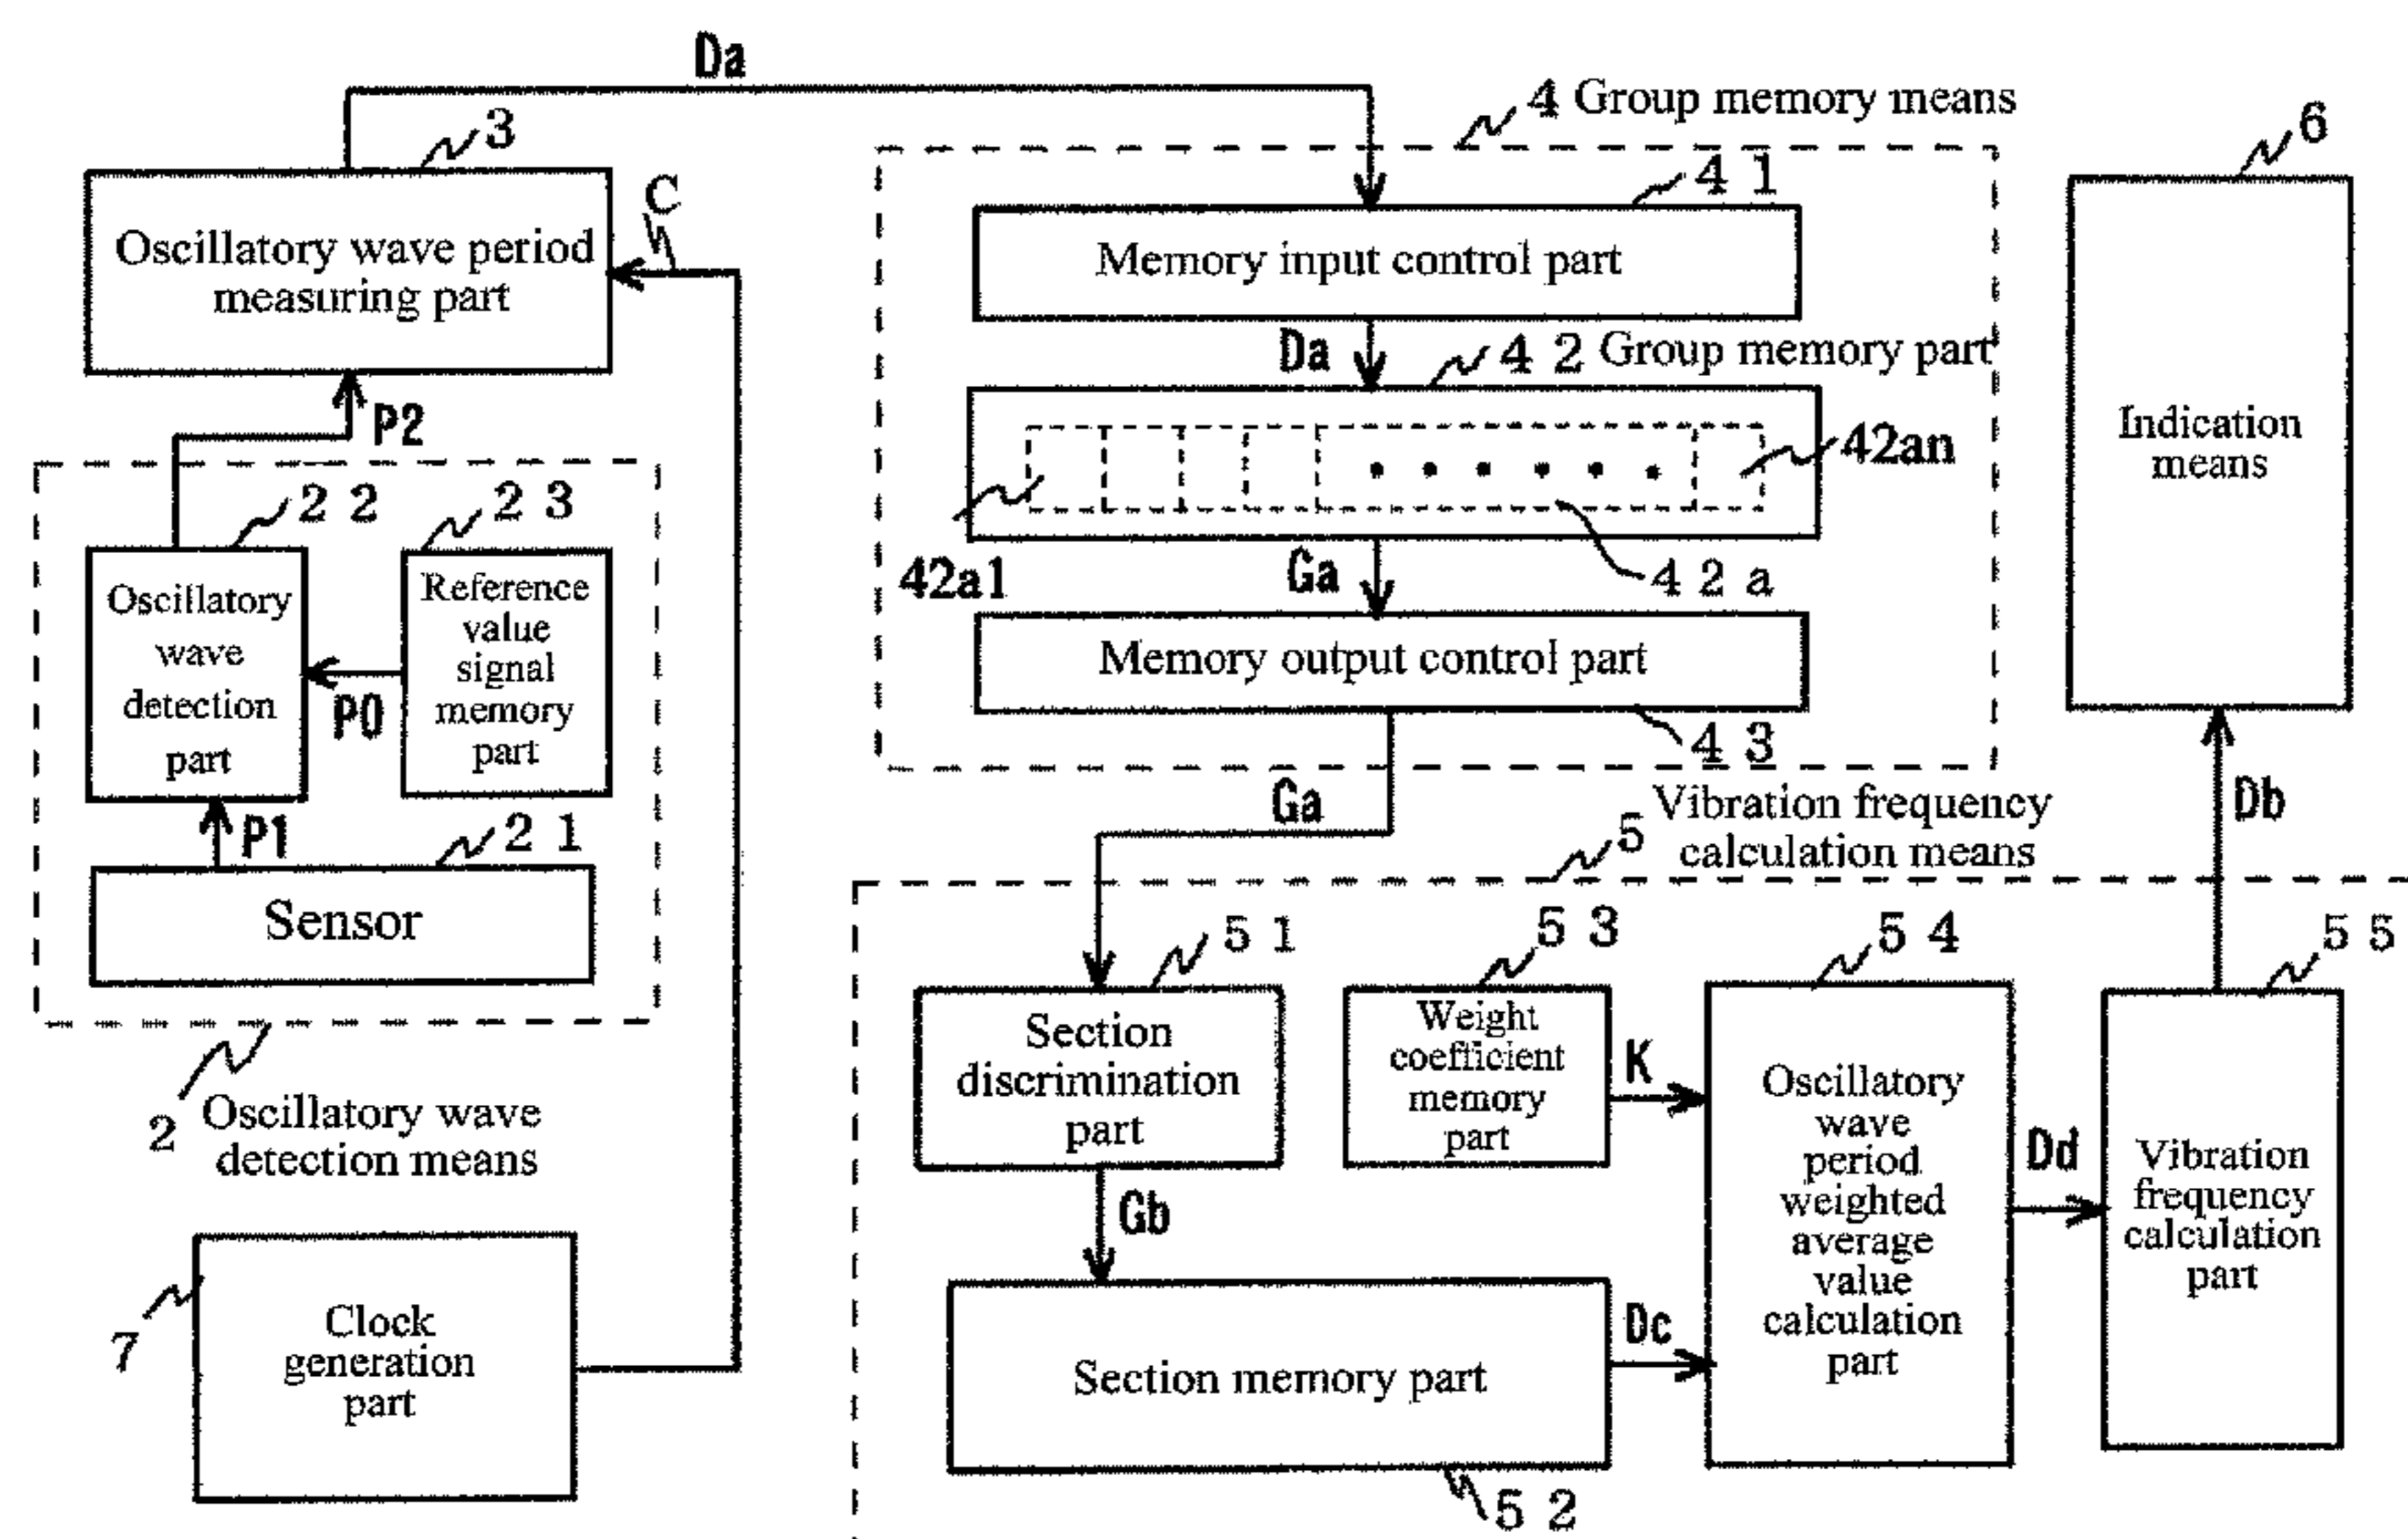 Da
3
Oscillatory wave period
measuring part
C
P2
2 2
2 3
Oscillatory
wave
detection
part
Reference
value
signal
memory
part
P0
P1
2 1
Sensor
2
Oscillatory wave
detection means
7
Clock
generation
part
4 Group memory means
4 1
Memory input control part
Da
4 2 Group memory part
42an
42a1
4 2 a
Ga
Memory output control part
4 3
Ga
6
Indication
means
Db
5
Vibration frequency
calculation means
5 1
Section
discrimination
part
Gb
5 3
Weight
coefficient
memory
part
K
Section memory part
5 2
Dc
5 4
Oscillatory
wave
period
weighted
average
value
calculation
part
Dd
5 5
Vibration
frequency
calculation
part